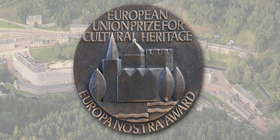 EUROPEAN
UNION PRIZE FOR
CULTURAL HERITAGE
EUROPA NOSTRA AWARD